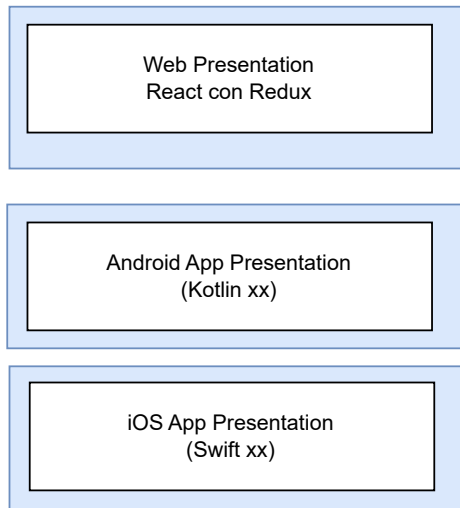 Web Presentation
React con Redux
Android App Presentation
(Kotlin xx)
iOS App Presentation
(Swift xx)